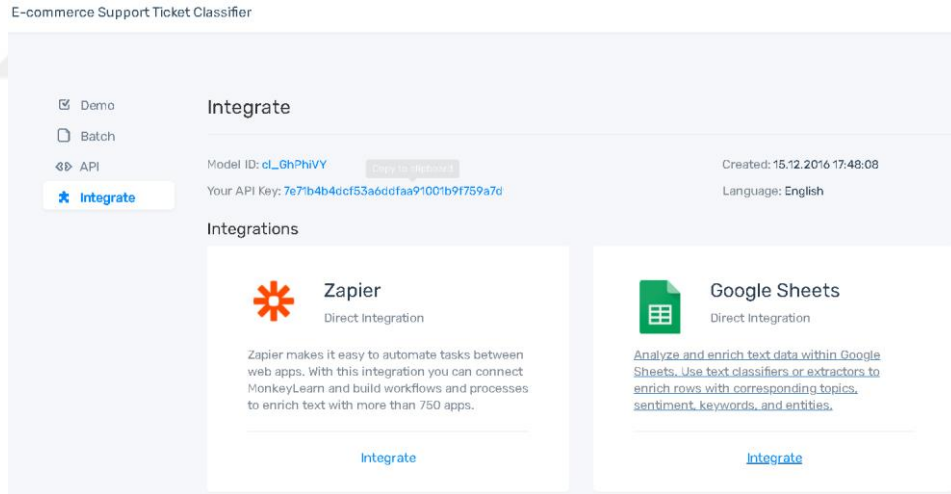 E-commerce Support Ticket Classifier
Demo
Batch
API
Integrate
Integrate
Model ID: cl_GhPhiVY
Copy to clipboard
Created: 15.12.2016 17:48:08
Your API Key: 7e71b4b4dcf53a6ddfaa91001b9f759a7d
Language: English
Integrations
Zapier
Direct Integration
Zapier makes it easy to automate tasks between
web apps. With this integration you can connect
MonkeyLearn and build workflows and processes
to enrich text with more than 750 apps.
Integrate
Google Sheets
Direct Integration
Analyze and enrich text data within Google
Sheets. Use text classifiers or extractors to
enrich rows with corresponding topics,
sentiment, keywords, and entities.
Integrate